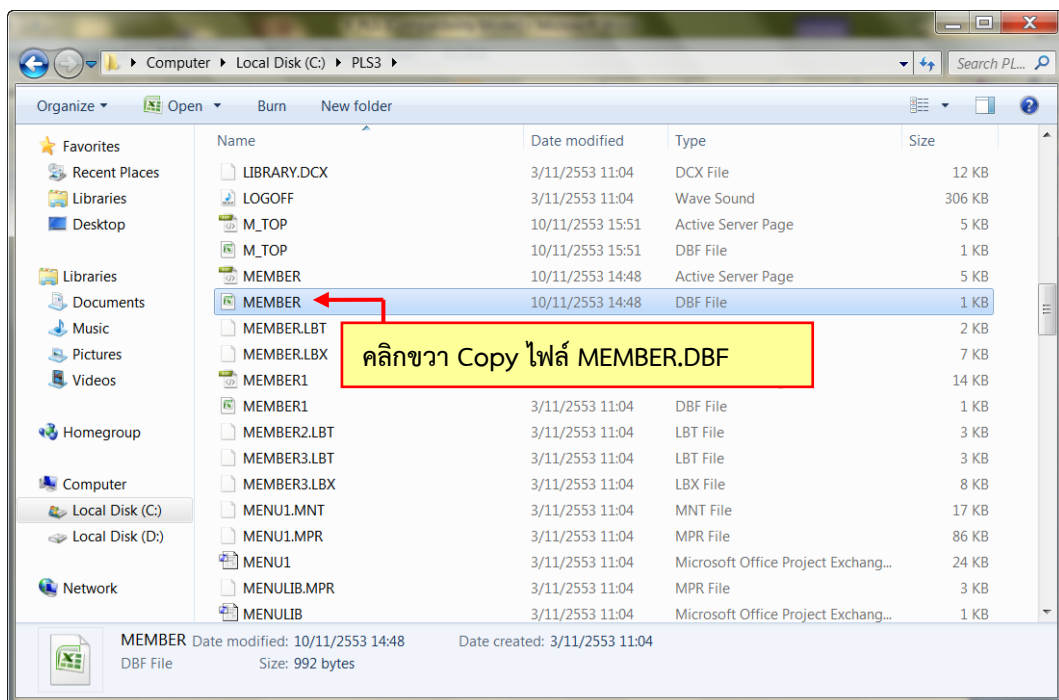 Computer ▸ Local Disk (C:) ▸ PLS3 ▸ Search PL...
Organize Open Burn New folder
Name Date modified Type Size
Favorites
Recent Places
Libraries
Desktop
Libraries
Documents
Music
Pictures
Videos
Homegroup
Computer
Local Disk (C:)
Local Disk (D:)
Network
LIBRARY.DCX 3/11/2553 11:04 DCX File 12 KB
LOGOFF 3/11/2553 11:04 Wave Sound 306 KB
M_TOP 10/11/2553 15:51 Active Server Page 5 KB
M_TOP 10/11/2553 15:51 DBF File 1 KB
MEMBER 10/11/2553 14:48 Active Server Page 5 KB
MEMBER 10/11/2553 14:48 DBF File 1 KB
MEMBER.LBT 2 KB
MEMBER.LBX 7 KB
MEMBER1 14 KB
คลิกขวา Copy ไฟล์ MEMBER.DBF
MEMBER1 3/11/2553 11:04 DBF File 1 KB
MEMBER2.LBT 3/11/2553 11:04 LBT File 3 KB
MEMBER3.LBT 3/11/2553 11:04 LBT File 3 KB
MEMBER3.LBX 3/11/2553 11:04 LBX File 8 KB
MENU1.MNT 3/11/2553 11:04 MNT File 17 KB
MENU1.MPR 3/11/2553 11:04 MPR File 86 KB
MENU1 3/11/2553 11:04 Microsoft Office Project Exchang... 24 KB
MENULIB.MPR 3/11/2553 11:04 MPR File 3 KB
MENULIB 3/11/2553 11:04 Microsoft Office Project Exchang... 1 KB
MEMBER Date modified: 10/11/2553 14:48 Date created: 3/11/2553 11:04
DBF File Size: 992 bytes